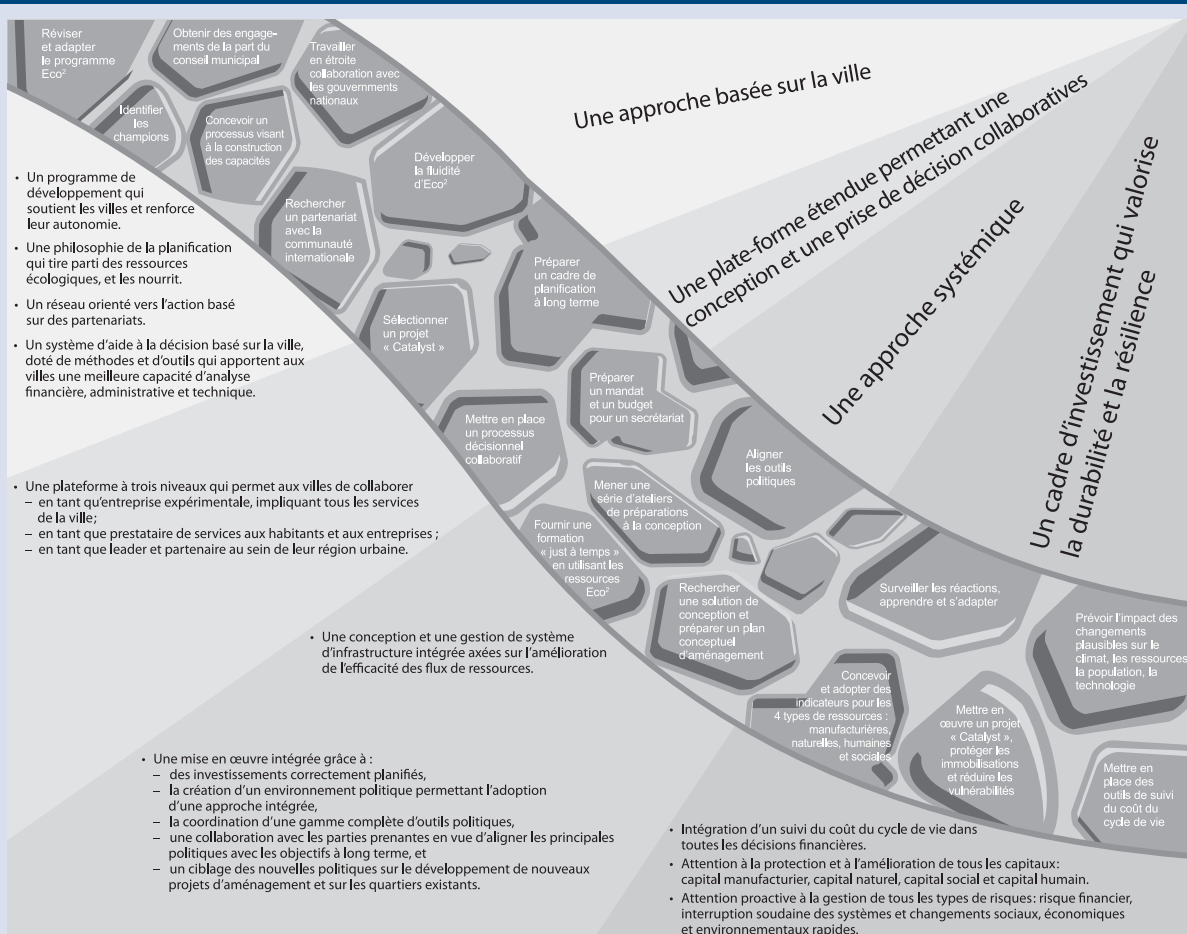 Réviser
et adapter
le programme
Eco²
Obtenir des engage-
ments de la part du
conseil municipal
Travailler
en étroite
collaboration avec
les gouvernements
nationaux
Identifier
les
champions
Concevoir un
processus visant
à la construction
des capacités
Développer
la fluidité
d'Eco²
Rechercher
un partenariat
avec la
communauté
internationale
Préparer
un cadre de
planification
à long terme
Sélectionner
un projet
« Catalyst »
Préparer
un mandat
et un budget
pour un secrétariat
Mettre en place
un processus
décisionnel
collaboratif
Aligner
les outils
politiques
Mener une
série d'ateliers
de préparations
à la conception
Fournir une
formation
« just à temps »
en utilisant les
ressources
Eco²
Rechercher
une solution de
conception et
préparer un plan
conceptuel
d'aménagement
Surveiller les réactions,
apprendre et s'adapter
Prévoir l'impact des
changements
plausibles sur le
climat, les ressources
la population, la
technologie
Concevoir
et adopter des
indicateurs pour les
4 types de ressources :
manufacturières,
naturelles, humaines
et sociales
Mettre en
œuvre un projet
« Catalyst »,
protéger les
immobilisations
et réduire les
vulnérabilités
Mettre en
place des
outils de suivi
du coût du
cycle de vie
Une approche basée sur la ville
Une plate-forme étendue permettant une
conception et une prise de décision collaboratives
Une approche systémique
Un cadre d'investissement qui valorise
la durabilité et la résilience
• Un programme de
développement qui
soutient les villes et renforce
leur autonomie.
• Une philosophie de la planification
qui tire parti des ressources
écologiques, et les nourrit.
• Un réseau orienté vers l'action basé
sur des partenariats.
• Un système d'aide à la décision basé sur la ville,
doté de méthodes et d'outils qui apportent aux
villes une meilleure capacité d'analyse
financière, administrative et technique.
• Une plateforme à trois niveaux qui permet aux villes de collaborer
– en tant qu'entreprise expérimentale, impliquant tous les services
de la ville;
– en tant que prestataire de services aux habitants et aux entreprises ;
– en tant que leader et partenaire au sein de leur région urbaine.
• Une conception et une gestion de système
d'infrastructure intégrée axées sur l'amélioration
de l'efficacité des flux de ressources.
• Une mise en œuvre intégrée grâce à :
– des investissements correctement planifiés,
– la création d'un environnement politique permettant l'adoption
d'une approche intégrée,
– la coordination d'une gamme complète d'outils politiques,
– une collaboration avec les parties prenantes en vue d'aligner les principales
politiques avec les objectifs à long terme, et
– un ciblage des nouvelles politiques sur le développement de nouveaux
projets d'aménagement et sur les quartiers existants.
• Intégration d'un suivi du coût du cycle de vie dans
toutes les décisions financières.
• Attention à la protection et à l'amélioration de tous les capitaux:
capital manufacturier, capital naturel, capital social et capital humain.
• Attention proactive à la gestion de tous les types de risques: risque financier,
interruption soudaine des systèmes et changements sociaux, économiques
et environnementaux rapides.